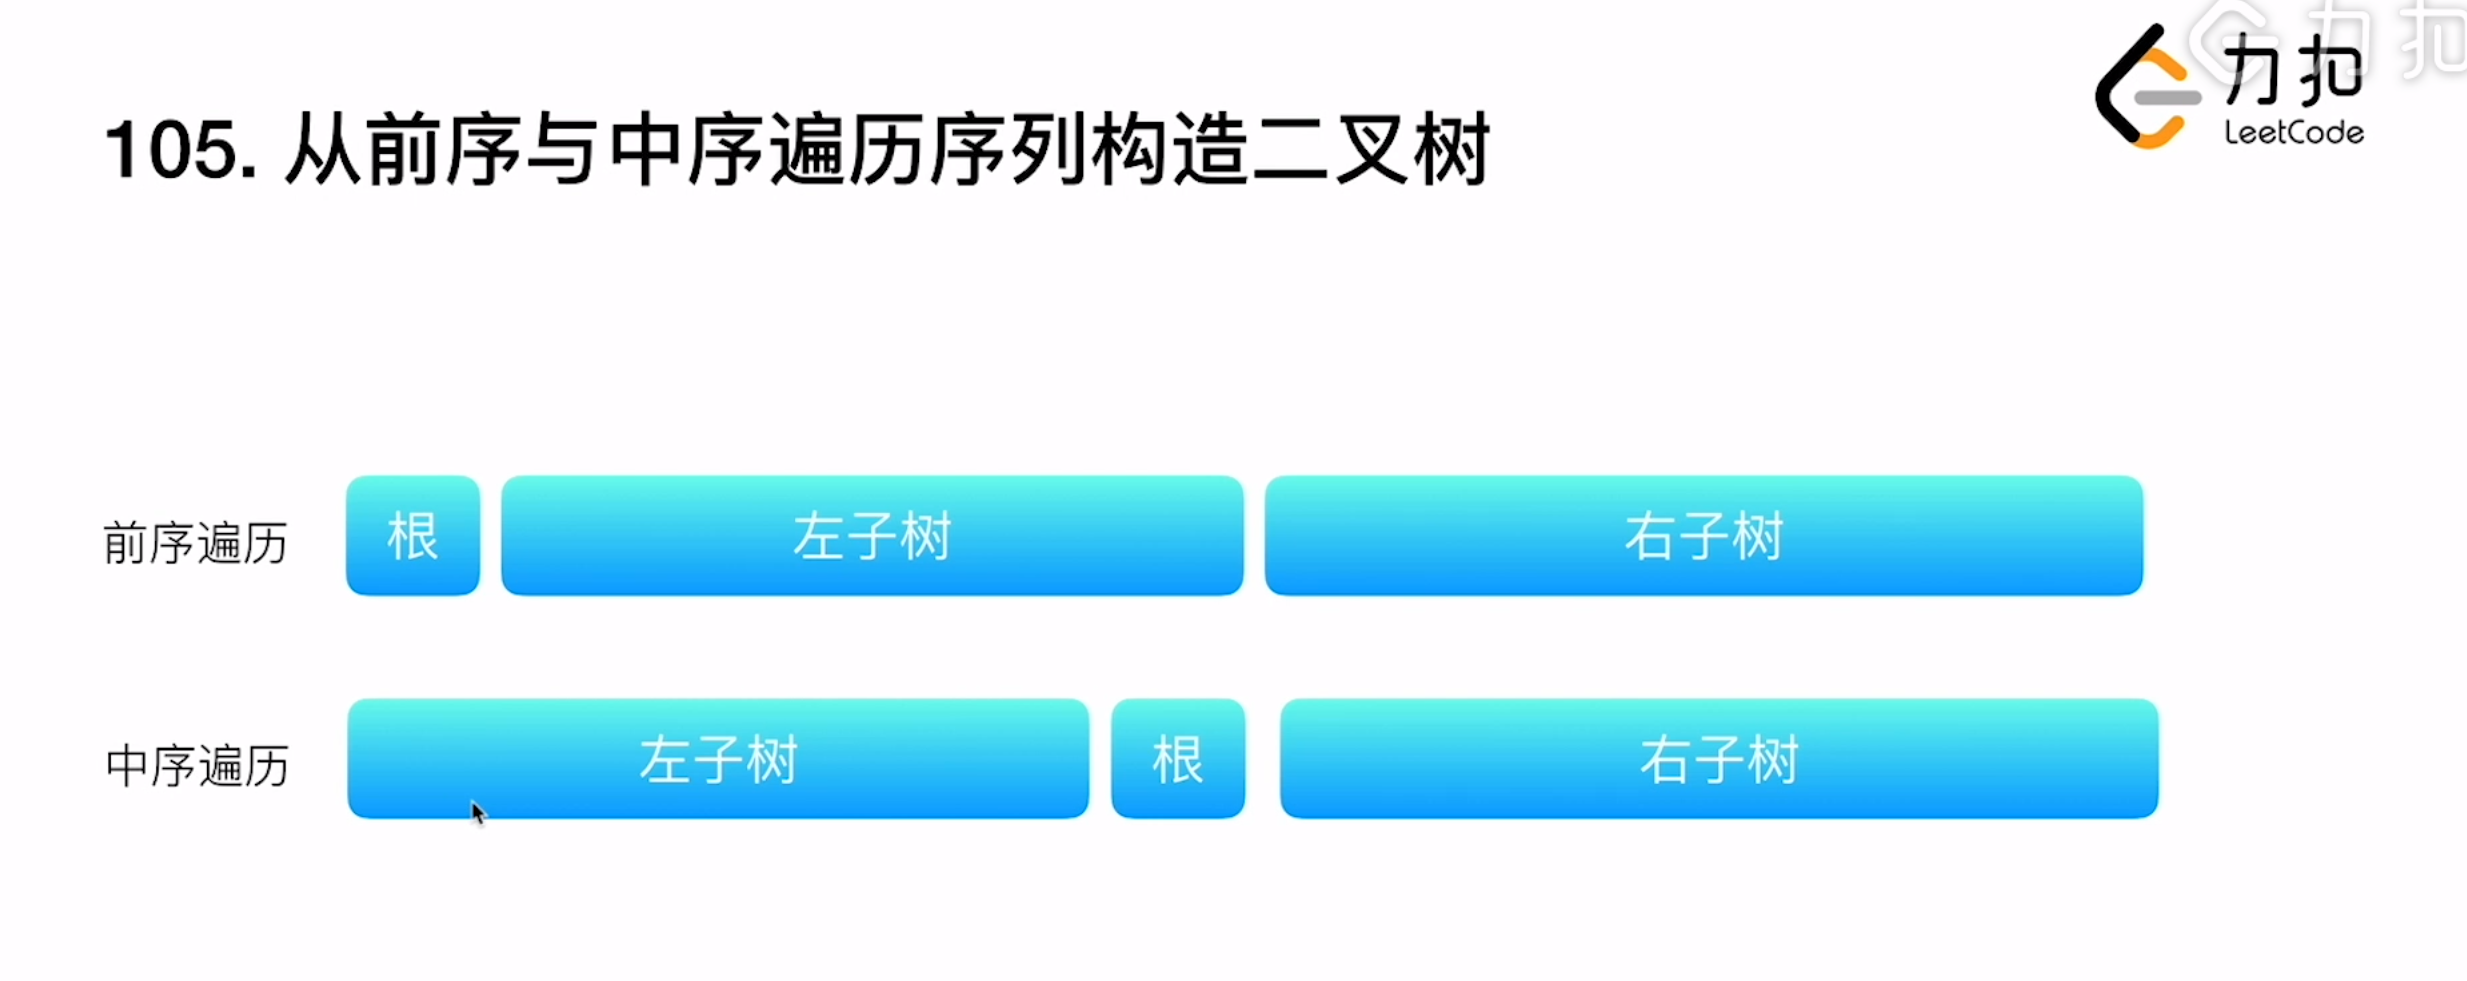 力扣
力扣
LeetCode
105. 从前序与中序遍历序列构造二叉树
前序遍历 根 左子树 右子树
中序遍历 左子树 根 右子树